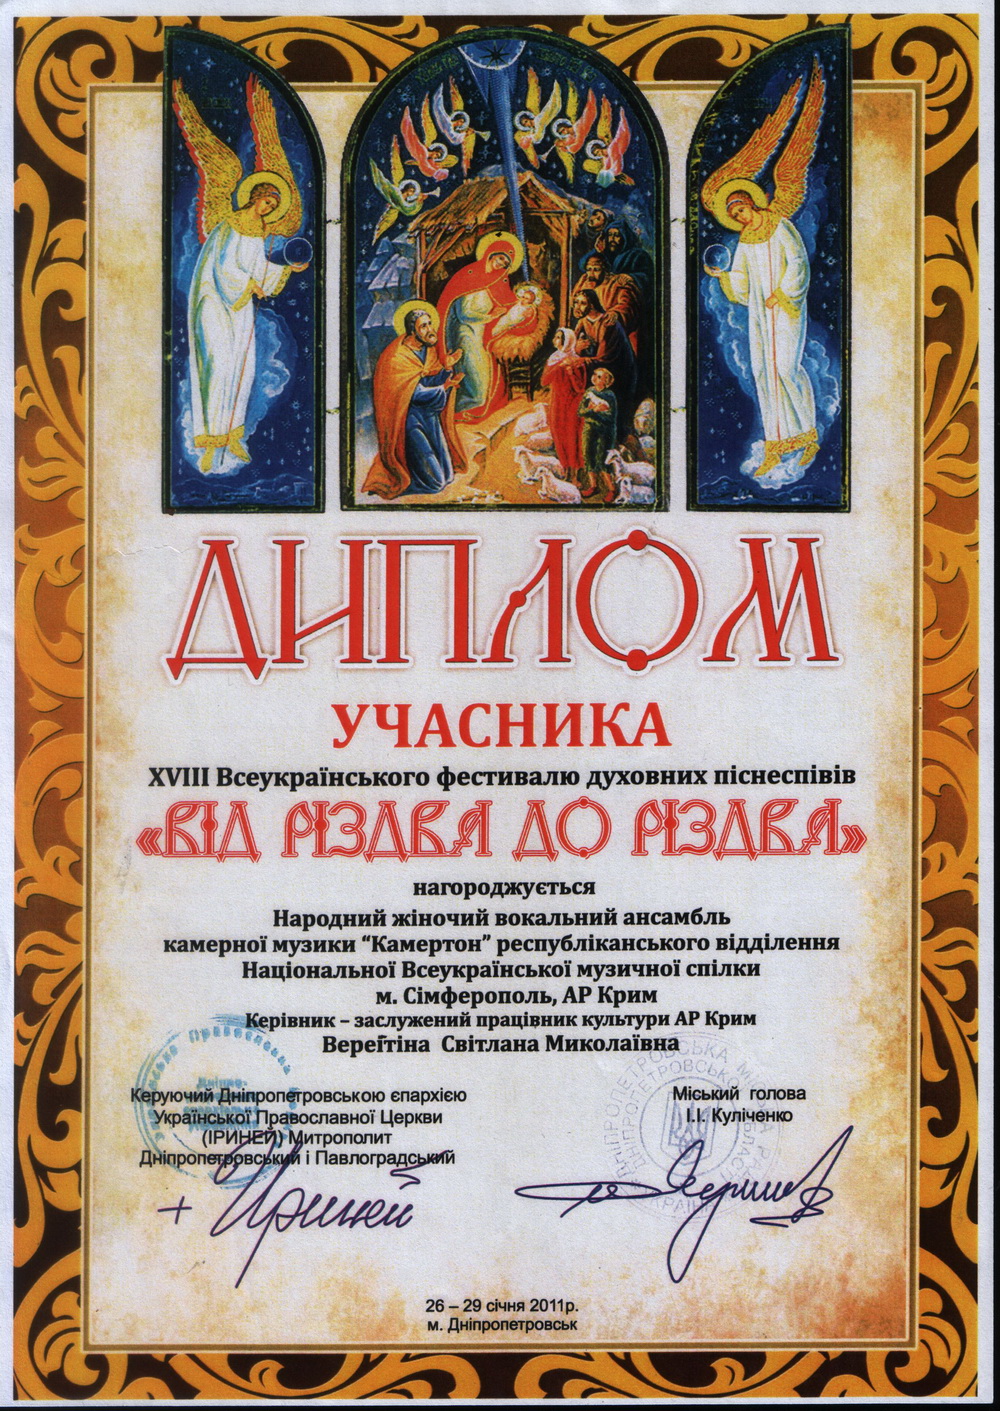 ДИПЛОМ
УЧАСНИКА
XVIII Всеукраїнського фестивалю духовних піснеспівів
«ВІД РІЗДВА ДО РІЗДВА»
нагороджується
Народний жіночий вокальний ансамбль
камерної музики “Камертон” республіканського відділення
Національної Всеукраїнської музичної спілки
м. Сімферополь, АР Крим
Керівник – заслужений працівник культури АР Крим
Верегтіна Світлана Миколаївна
Керуючий Дніпропетровською єпархією
Української Православної Церкви
(ІРИНЕЙ) Митрополит
Дніпропетровський і Павлоградський
+ Ириней
Міський голова
І.І. Куліченко
26 – 29 січня 2011р.
м. Дніпропетровськ